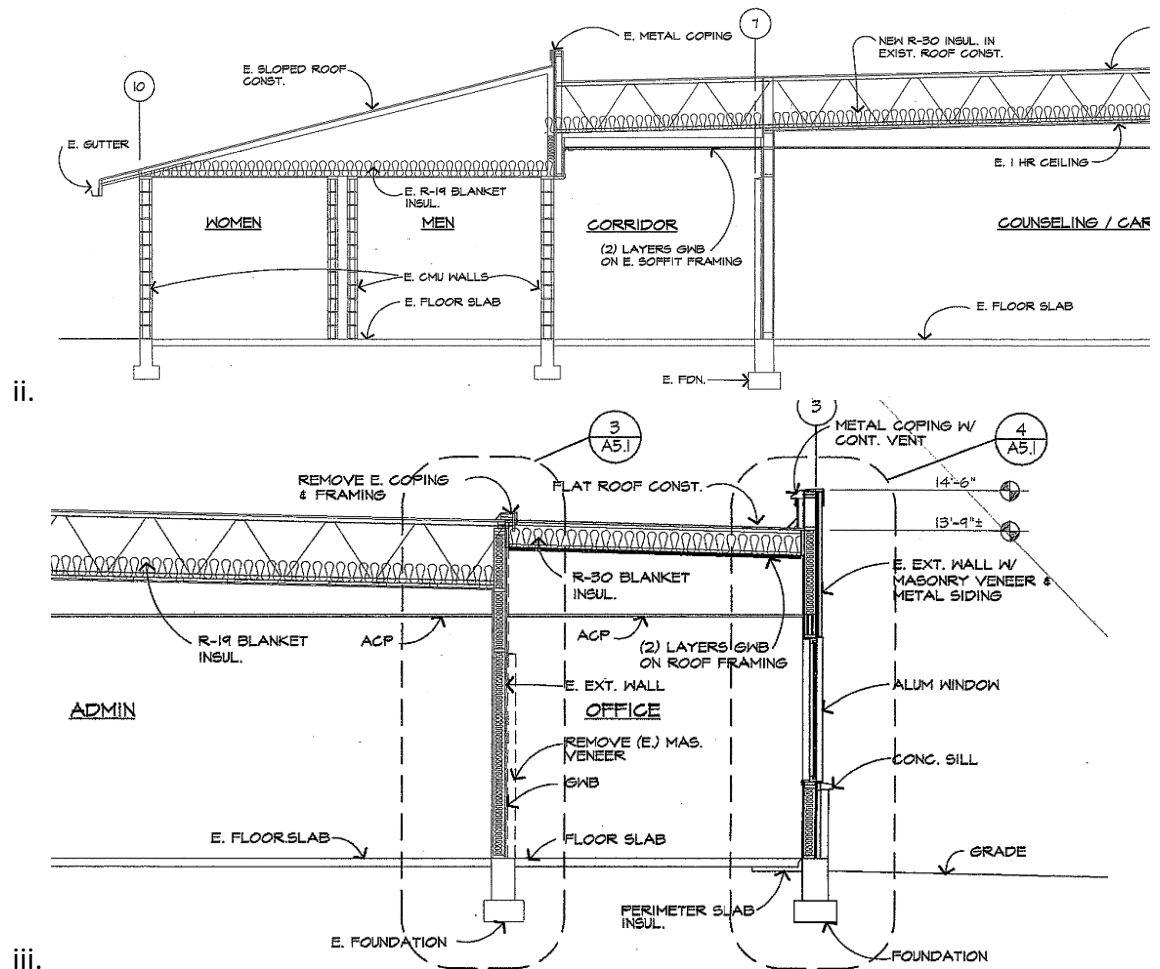 7
E. METAL COPING
NEW R-30 INSUL. IN
EXIST. ROOF CONST.
E. SLOPED ROOF
CONST.
10
E. GUTTER
E. 1 HR CEILING
E. R-19 BLANKET
INSUL.
WOMEN
MEN
CORRIDOR
COUNSELING / CAR
(2) LAYERS GWB
ON E. SOFFIT FRAMING
E. CMU WALLS
E. FLOOR SLAB
E. FLOOR SLAB
E. FDN.
ii.
3
A5.1
3
METAL COPING W/
CONT. VENT
4
A5.1
REMOVE E. COPING
& FRAMING
FLAT ROOF CONST.
14'-6"
13'-9"±
E. EXT. WALL W/
MASONRY VENEER &
METAL SIDING
R-30 BLANKET
INSUL.
R-19 BLANKET
INSUL.
ACP
ACP
(2) LAYERS GWB
ON ROOF FRAMING
E. EXT. WALL
ALUM WINDOW
ADMIN
OFFICE
REMOVE (E.) MAS.
VENEER
CONC. SILL
GWB
E. FLOOR SLAB
FLOOR SLAB
GRADE
PERIMETER SLAB
INSUL.
E. FOUNDATION
FOUNDATION
iii.